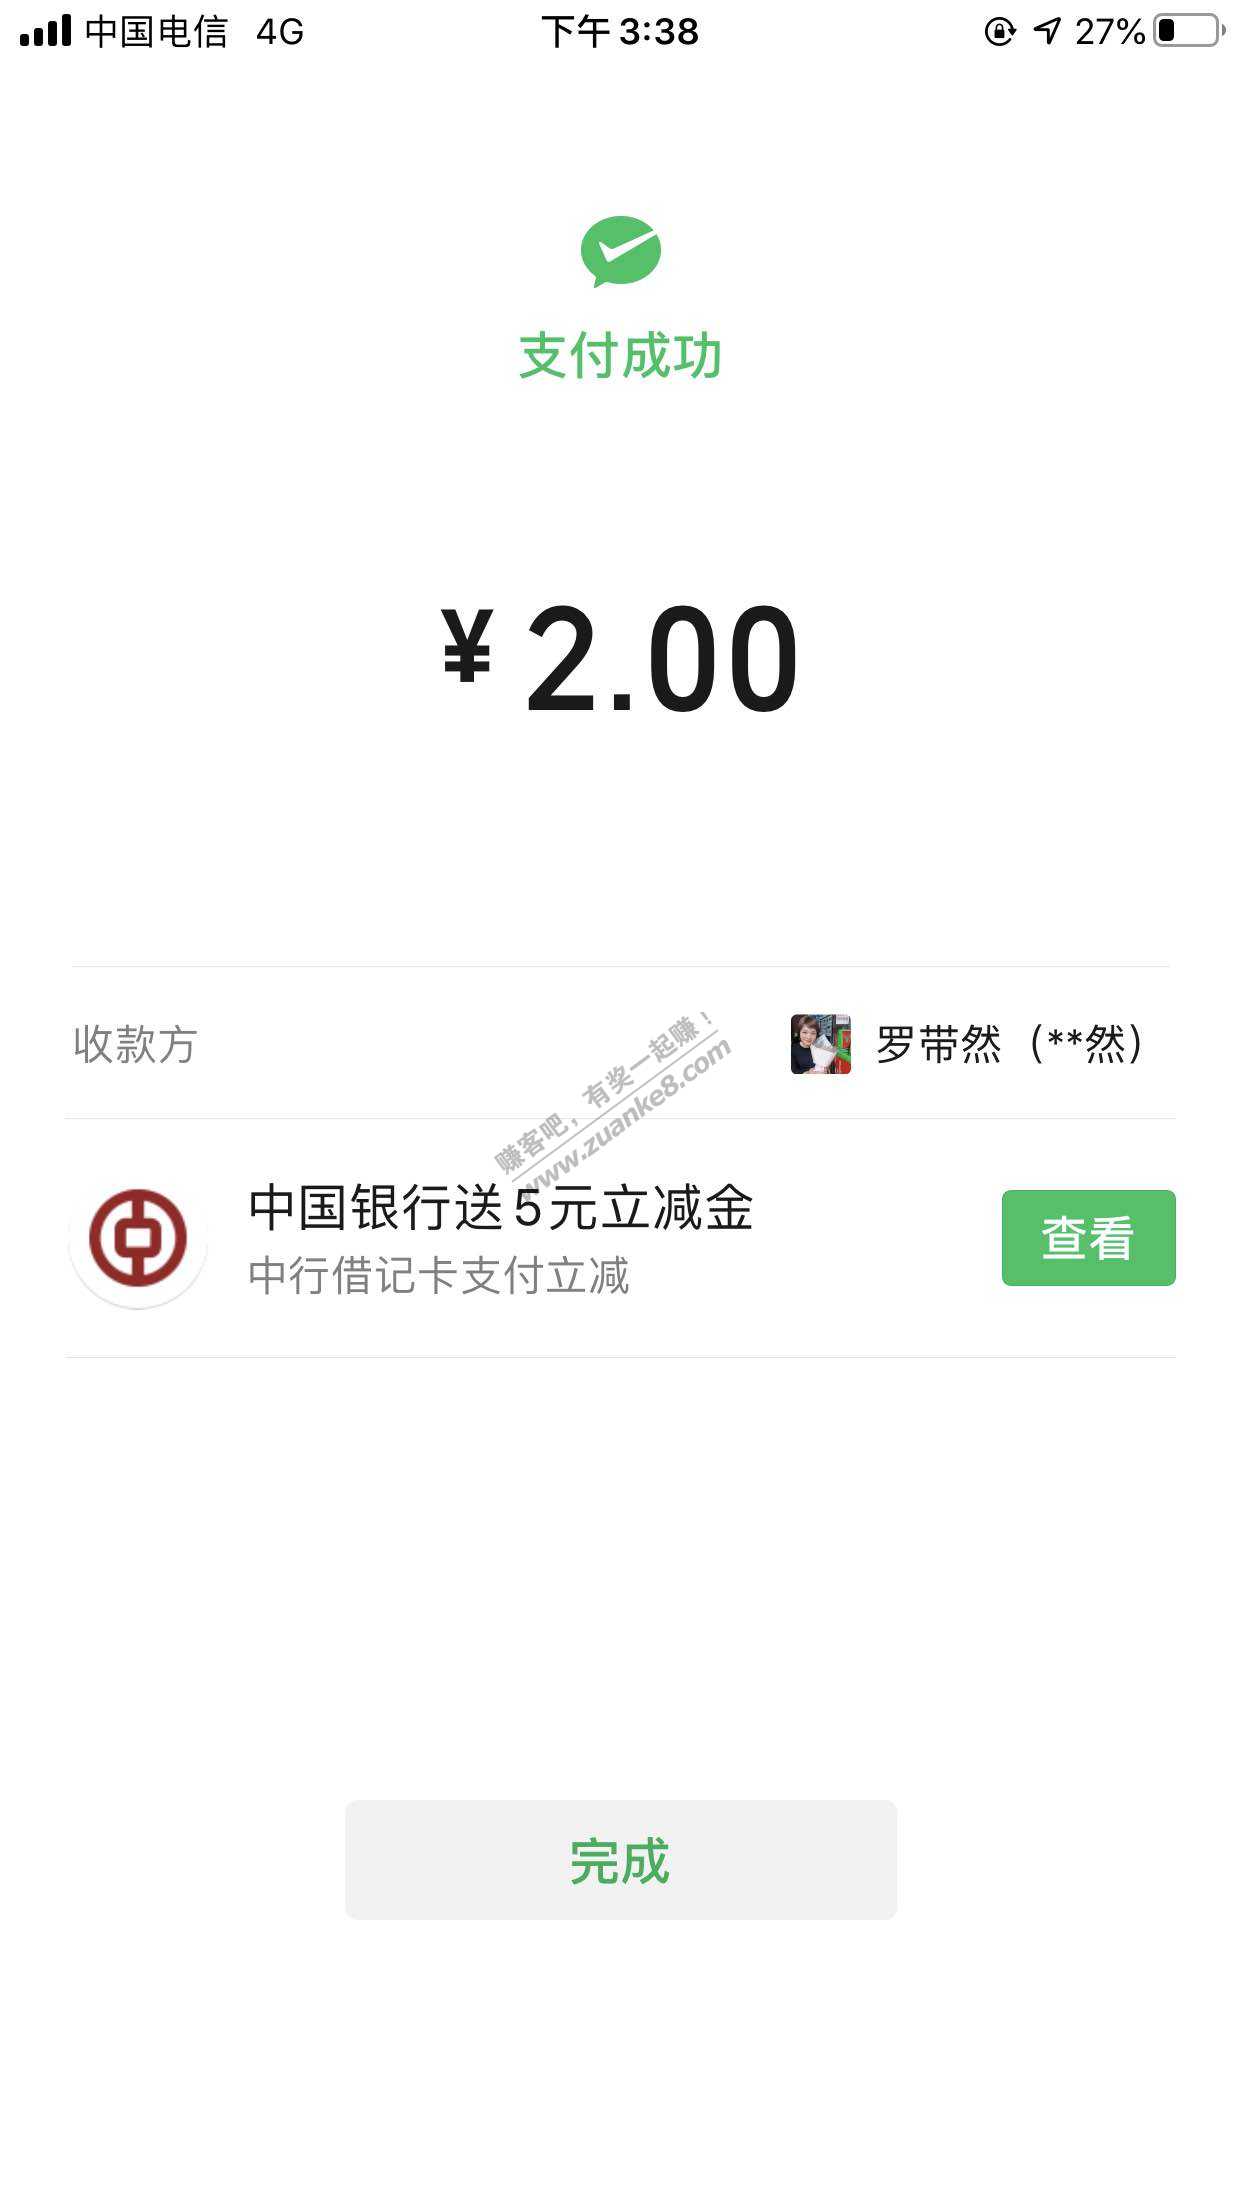 中国电信 4G 下午3:38 27%
支付成功
¥2.00
收款方 罗带然（**然）
赚客吧，有奖一起赚！
www.zuanke8.com
中国银行送5元立减金
中行借记卡支付立减
查看
完成